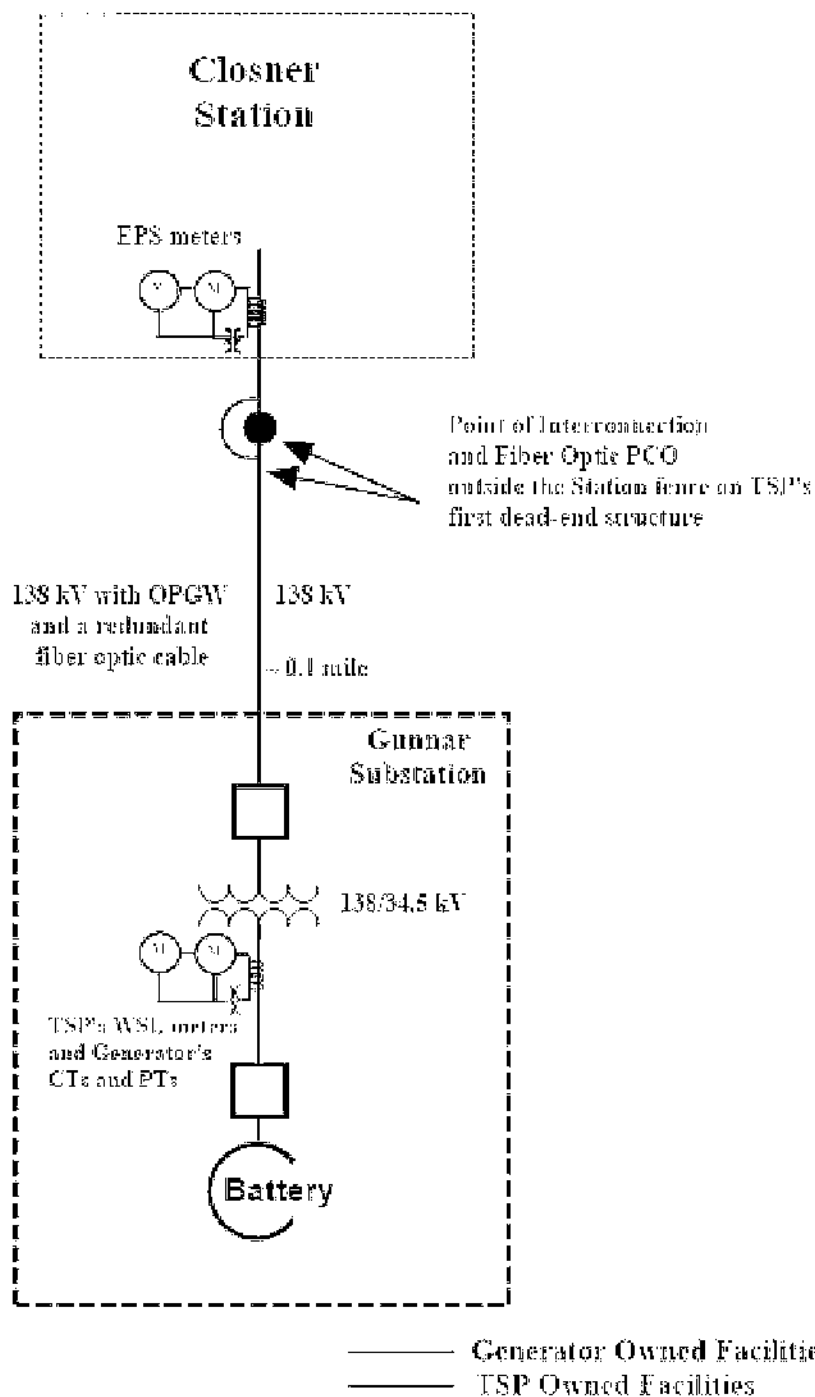 Closner
Station
EPS meters
M
Point of Interconnection
and Fiber Optic PCO
outside the Station fence on TSP's
first dead-end structure
138 kV with OPGW
and a redundant
fiber optic cable
138 kV
~ 0.1 mile
Gunnar
Substation
138/34.5 kV
M
M
TSP's WSL meters
and Generator's
CTs and PTs
Battery
Generator Owned Facilitie
TSP Owned Facilities